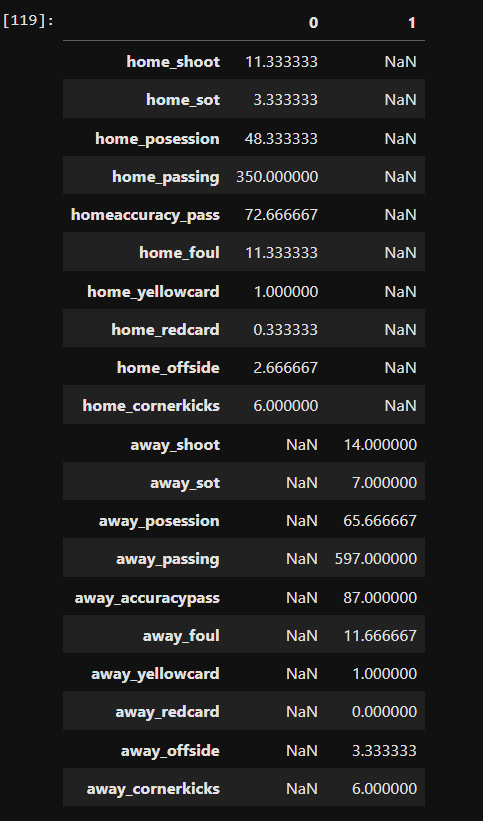 [119]:
0 1
home_shoot 11.333333 NaN
home_sot 3.333333 NaN
home_posession 48.333333 NaN
home_passing 350.000000 NaN
homeaccuracy_pass 72.666667 NaN
home_foul 11.333333 NaN
home_yellowcard 1.000000 NaN
home_redcard 0.333333 NaN
home_offside 2.666667 NaN
home_cornerkicks 6.000000 NaN
away_shoot NaN 14.000000
away_sot NaN 7.000000
away_posession NaN 65.666667
away_passing NaN 597.000000
away_accuracypass NaN 87.000000
away_foul NaN 11.666667
away_yellowcard NaN 1.000000
away_redcard NaN 0.000000
away_offside NaN 3.333333
away_cornerkicks NaN 6.000000